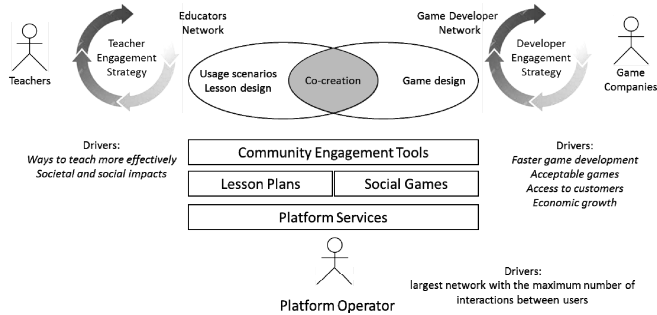 Educators
Network
Game Developer
Network
Teacher
Engagement
Strategy
Developer
Engagement
Strategy
Teachers
Game
Companies
Usage scenarios
Lesson design
Co-creation
Game design
Drivers:
Ways to teach more effectively
Societal and social impacts
Community Engagement Tools
Lesson Plans
Social Games
Platform Services
Drivers:
Faster game development
Acceptable games
Access to customers
Economic growth
Platform Operator
Drivers:
largest network with the maximum number of
interactions between users